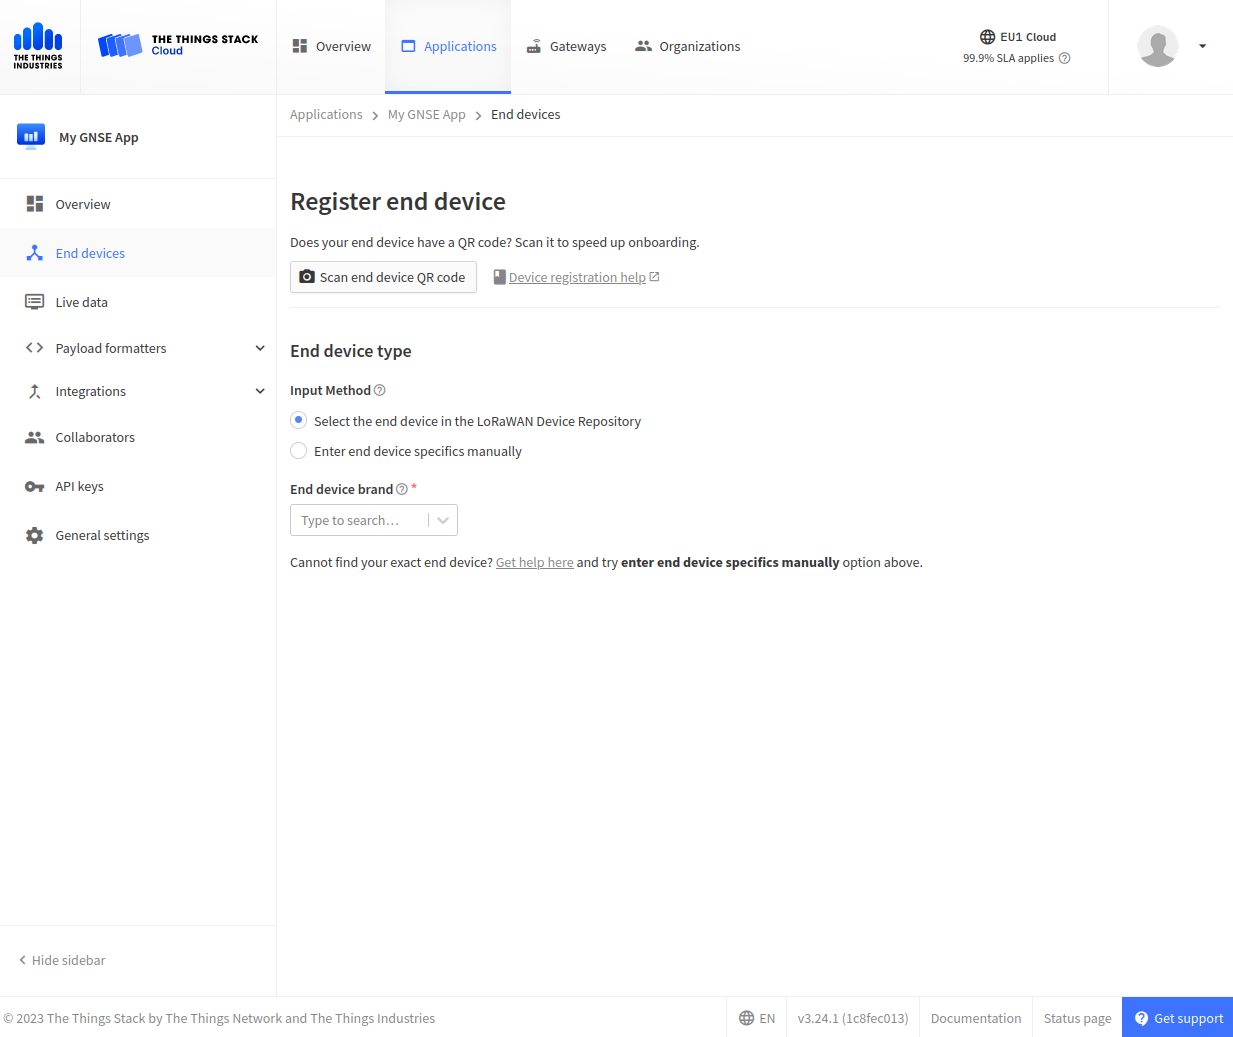 THE THINGS
INDUSTRIES
THE THINGS STACK
Cloud
Overview
Applications
Gateways
Organizations
EU1 Cloud
99.9% SLA applies
My GNSE App
Overview
End devices
Live data
Payload formatters
Integrations
Collaborators
API keys
General settings
Hide sidebar
Applications > My GNSE App > End devices
Register end device
Does your end device have a QR code? Scan it to speed up onboarding.
Scan end device QR code
Device registration help
End device type
Input Method
Select the end device in the LoRaWAN Device Repository
Enter end device specifics manually
End device brand *
Type to search...
Cannot find your exact end device? Get help here and try enter end device specifics manually option above.
© 2023 The Things Stack by The Things Network and The Things Industries
EN
v3.24.1 (1c8fec013)
Documentation
Status page
Get support